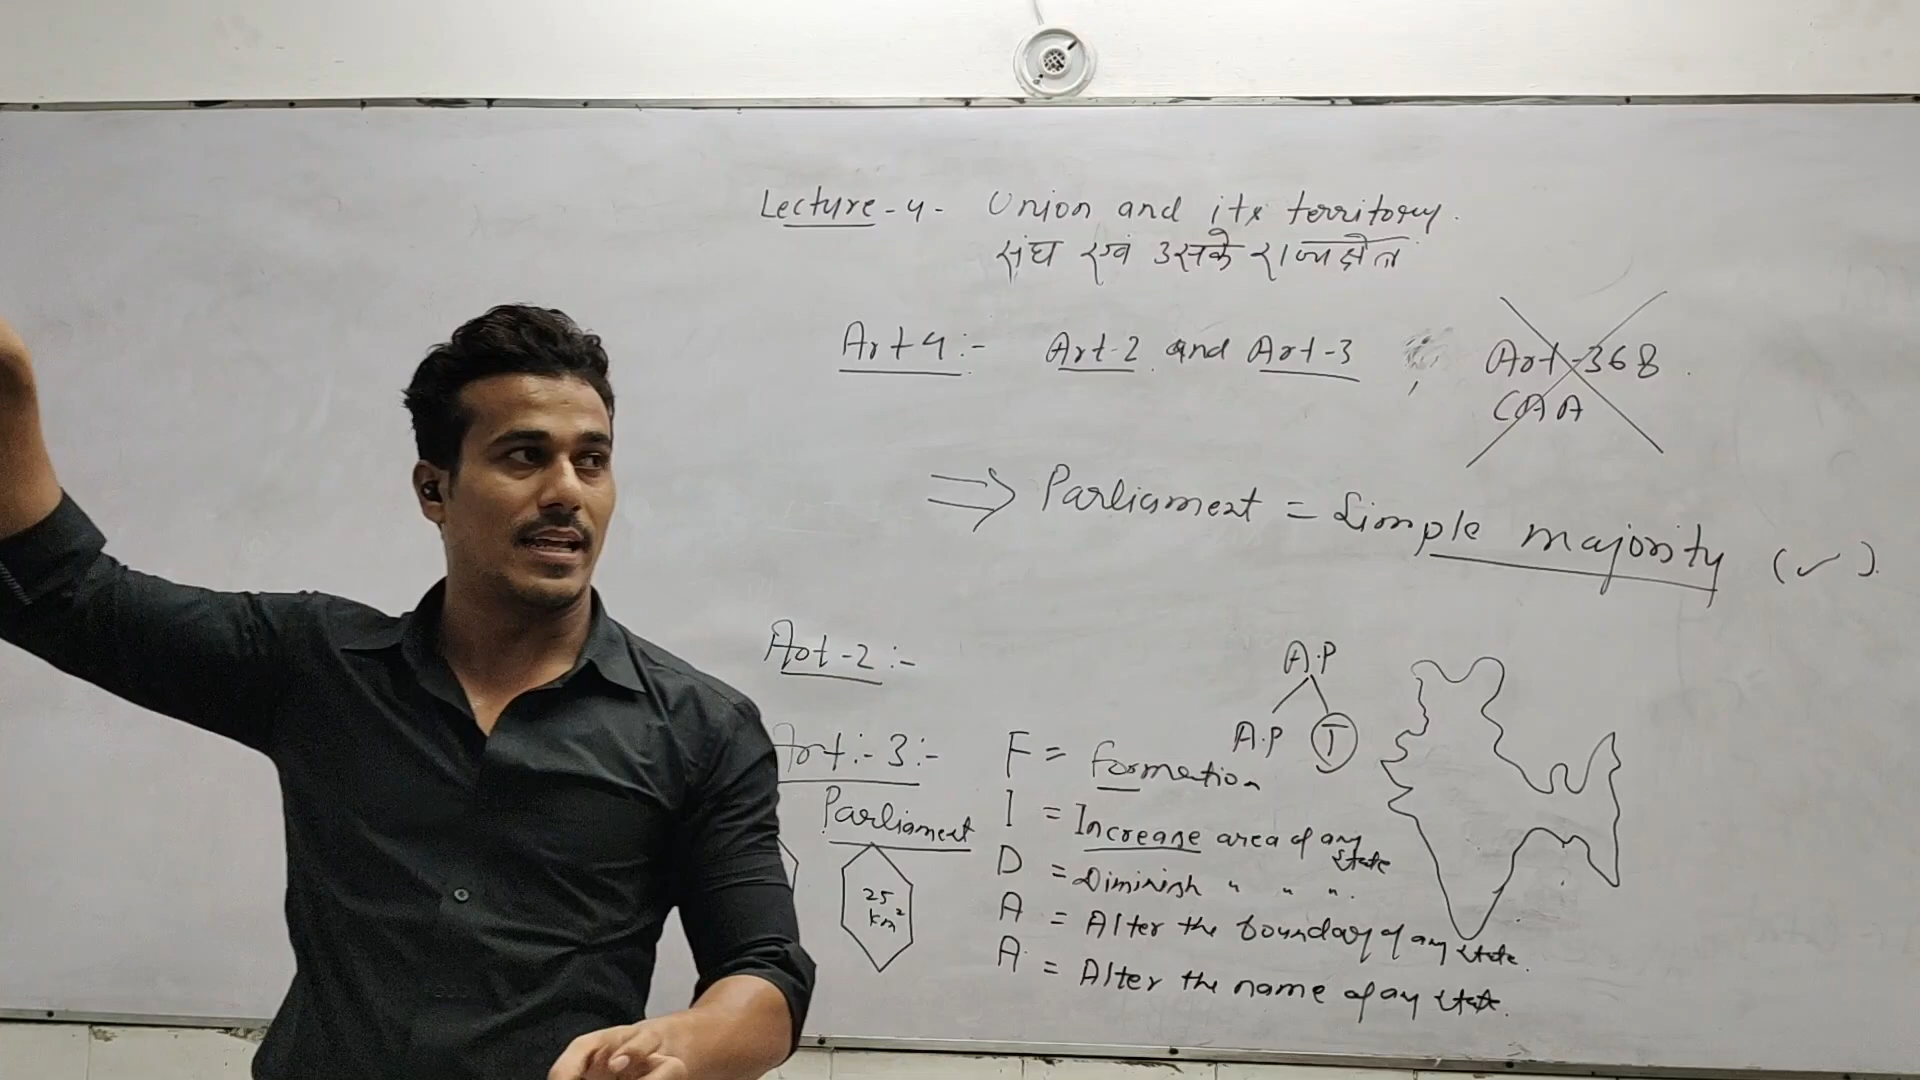 Lecture-4- Union and its territory.
संघ एवं उसके राज्यक्षेत्र
Art 4:- Art-2 and Art-3 , Art-368
CAA
⇒ Parliament = Simple majority (✓).
Art-2:-
A.P
A.P T
Art:-3:- F = formation
Parliament I = Increase area of any state
D = Diminish " " ".
25 km² A = Alter the boundary of any state.
A = Alter the name of any state.